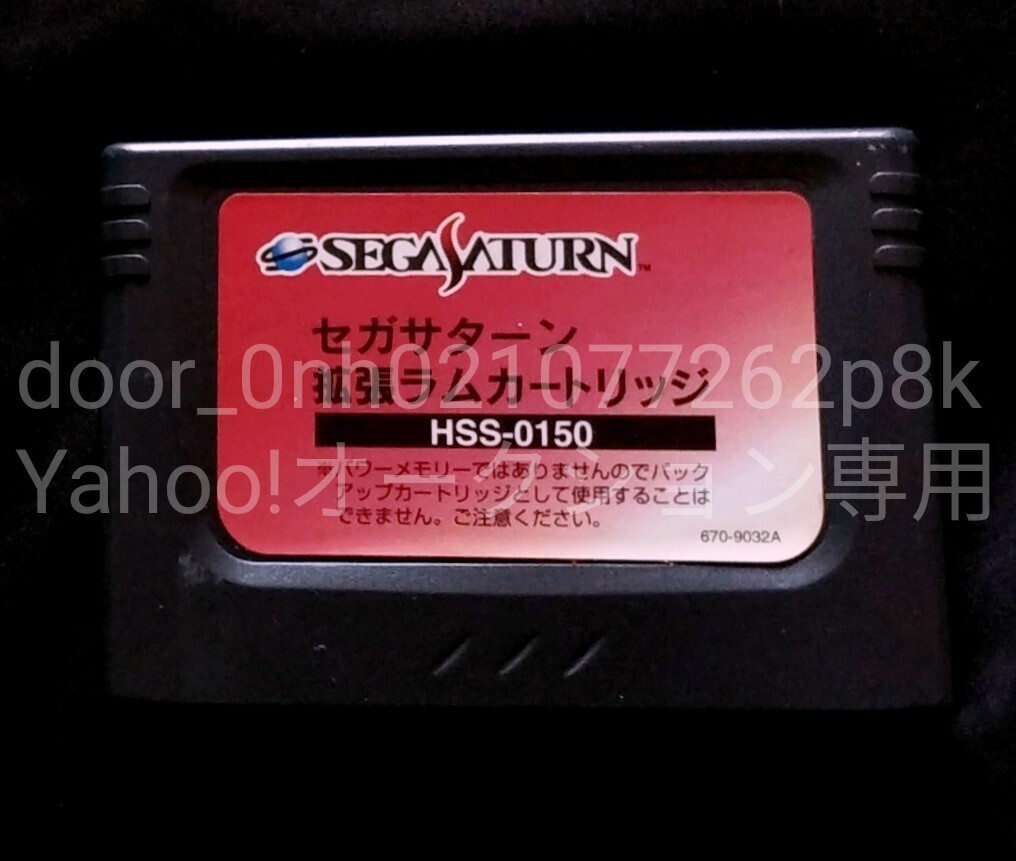 SEGA SATURN™
セガサターン
拡張ラムカートリッジ
HSS-0150
※パワーメモリーではありませんのでバック
アップカートリッジとして使用することは
できません。ご注意ください。
670-9032A
Yahoo!オークション専用